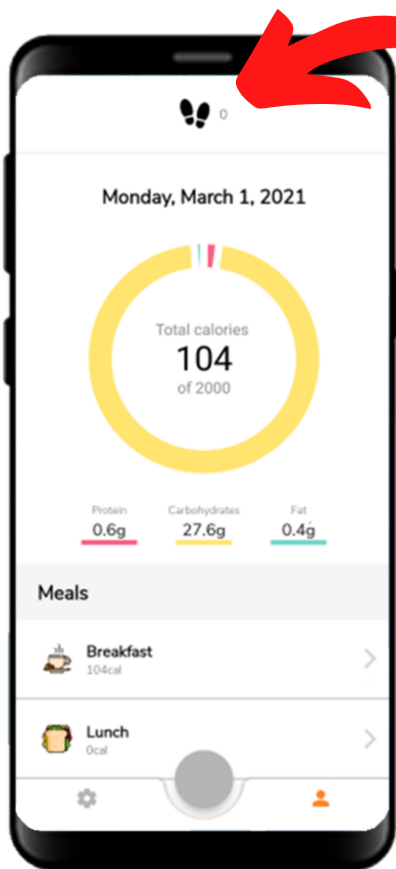 0
Monday, March 1, 2021
Total calories
104
of 2000
Protein Carbohydrates Fat
0.6g 27.6g 0.4g
Meals
Breakfast
104cal
Lunch
0cal